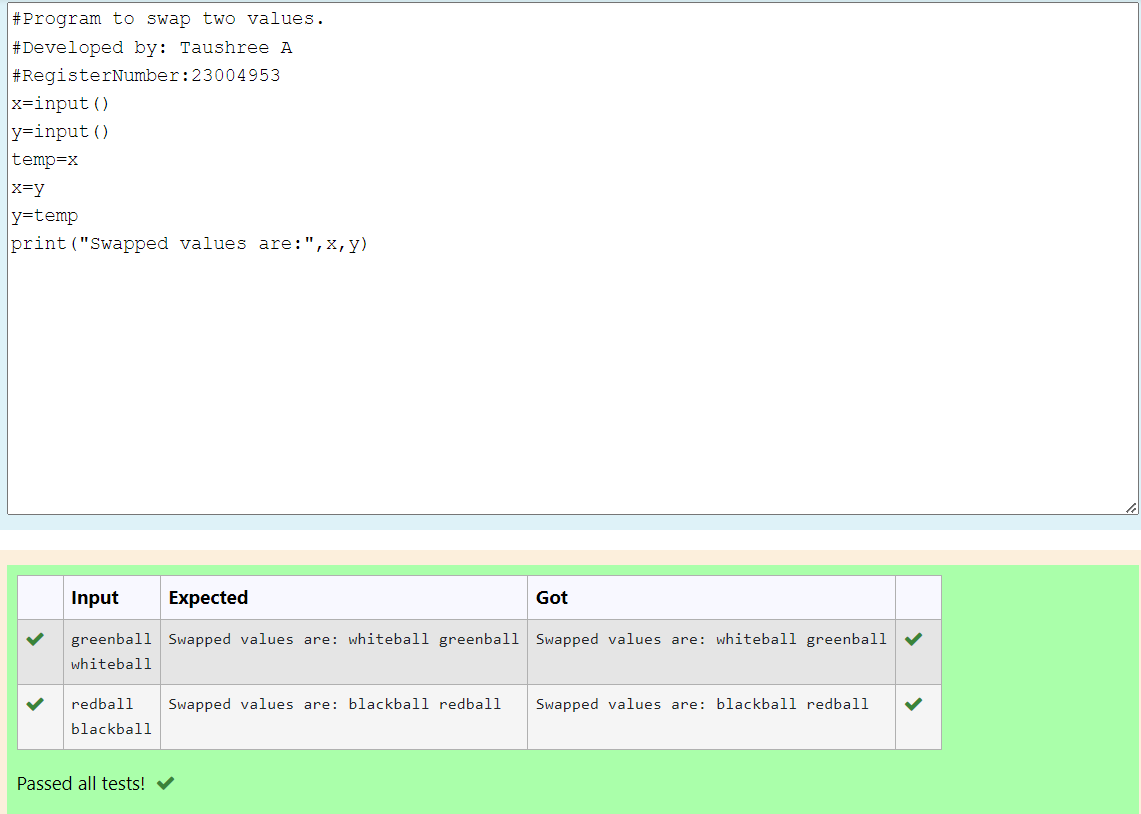 #Program to swap two values.
#Developed by: Taushree A
#RegisterNumber:23004953
x=input()
y=input()
temp=x
x=y
y=temp
print("Swapped values are:",x,y)
Input Expected Got
greenball Swapped values are: whiteball greenball Swapped values are: whiteball greenball
whiteball
redball Swapped values are: blackball redball Swapped values are: blackball redball
blackball
Passed all tests!